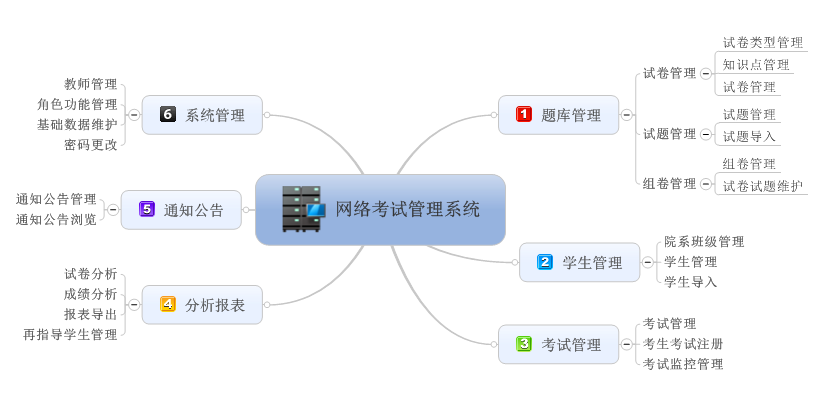 网络考试管理系统
1 题库管理
试卷管理
试卷类型管理
知识点管理
试卷管理
试题管理
试题管理
试题导入
组卷管理
组卷管理
试卷试题维护
2 学生管理
院系班级管理
学生管理
学生导入
3 考试管理
考试管理
考生考试注册
考试监控管理
4 分析报表
试卷分析
成绩分析
报表导出
再指导学生管理
5 通知公告
通知公告管理
通知公告浏览
6 系统管理
教师管理
角色功能管理
基础数据维护
密码更改